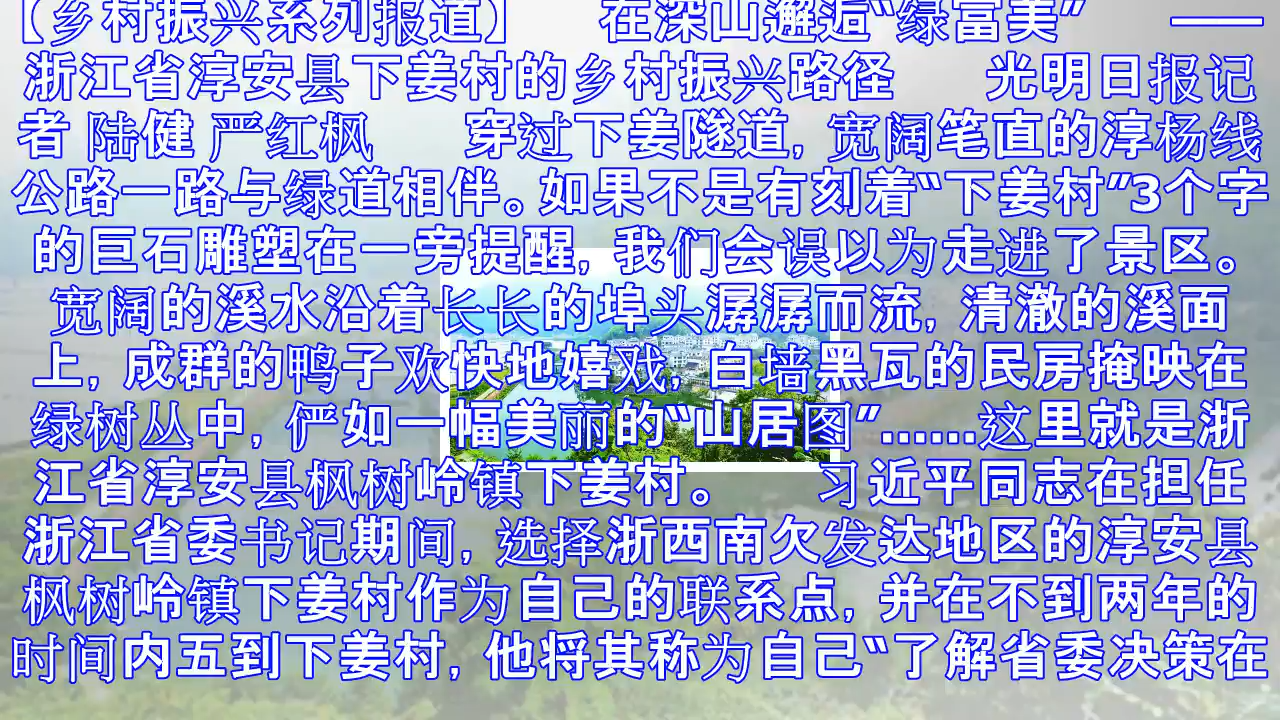 【乡村振兴系列报道】　　在深山邂逅“绿富美”　　——
浙江省淳安县下姜村的乡村振兴路径　　光明日报记
者 陆健 严红枫　　穿过下姜隧道，宽阔笔直的淳杨线
公路一路与绿道相伴。如果不是有刻着“下姜村”3个字
的巨石雕塑在一旁提醒，我们会误以为走进了景区。
宽阔的溪水沿着长长的埠头潺潺而流，清澈的溪面
上，成群的鸭子欢快地嬉戏，白墙黑瓦的民房掩映在
绿树丛中，俨如一幅美丽的“山居图”……这里就是浙
江省淳安县枫树岭镇下姜村。　　习近平同志在担任
浙江省委书记期间，选择浙西南欠发达地区的淳安县
枫树岭镇下姜村作为自己的联系点，并在不到两年的
时间内五到下姜村，他将其称为自己“了解省委决策在